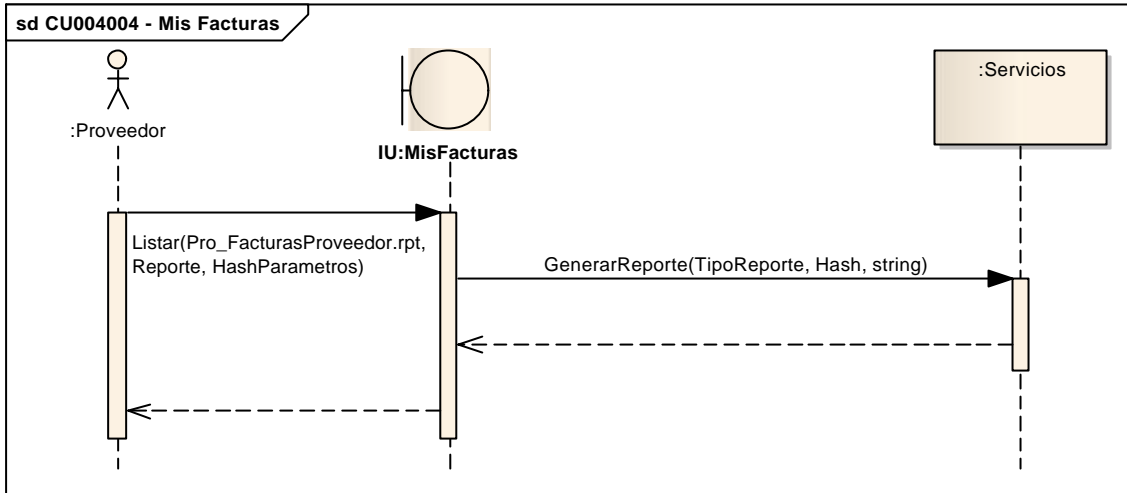 sd CU004004 - Mis Facturas
:Proveedor
IU:MisFacturas
:Servicios
Listar(Pro_FacturasProveedor.rpt,
Reporte, HashParametros)
GenerarReporte(TipoReporte, Hash, string)